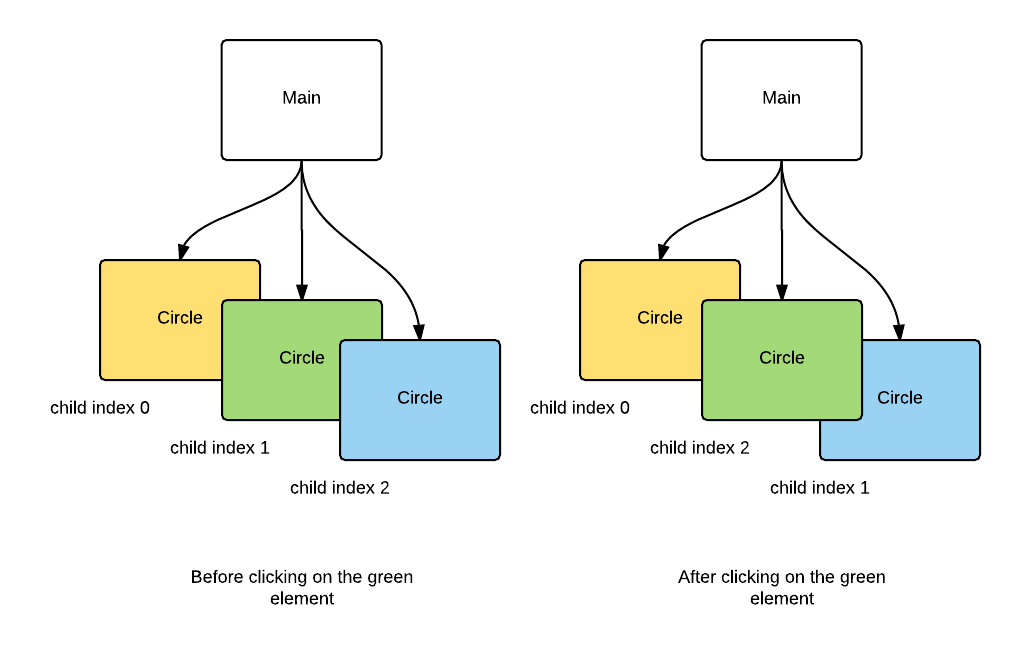 Main
Circle
Circle
Circle
child index 0
child index 1
child index 2
Before clicking on the green
element
Main
Circle
Circle
Circle
child index 0
child index 2
child index 1
After clicking on the green
element